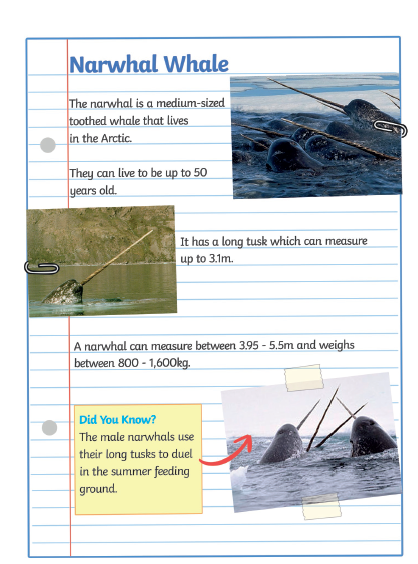 Narwhal Whale
The narwhal is a medium-sized
toothed whale that lives
in the Arctic.
They can live to be up to 50
years old.
It has a long tusk which can measure
up to 3.1m.
A narwhal can measure between 3.95 - 5.5m and weighs
between 800 - 1,600kg.
Did You Know?
The male narwhals use
their long tusks to duel
in the summer feeding
ground.